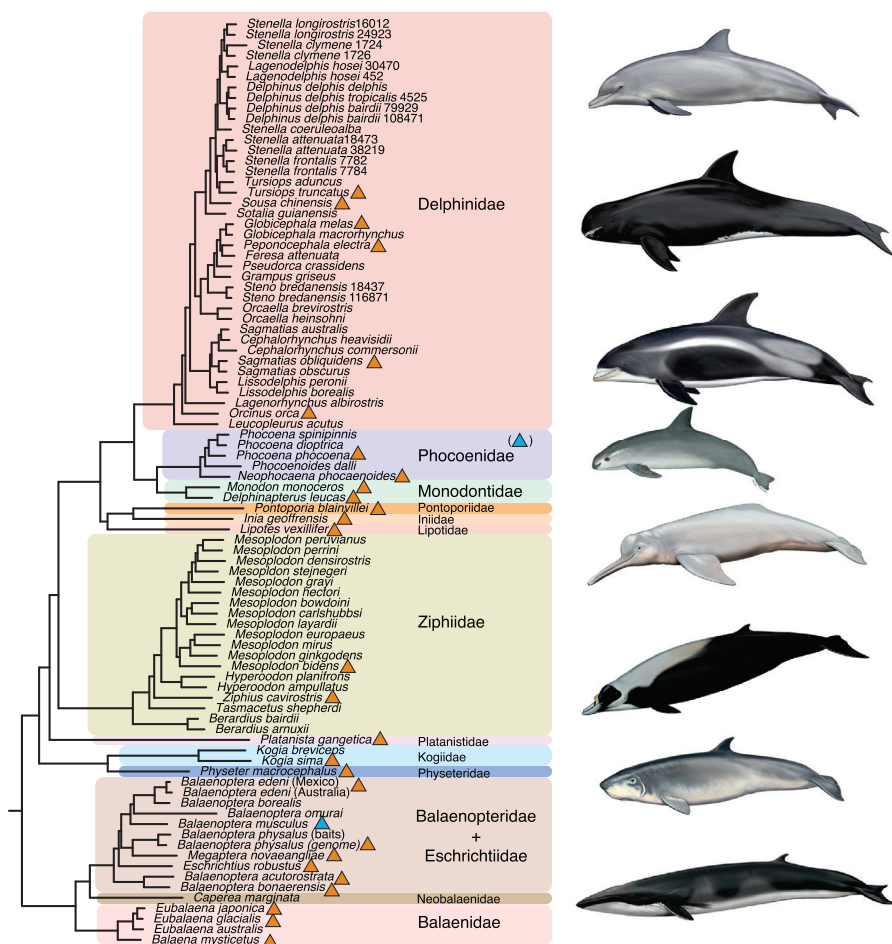 Stenella longirostris16012
Stenella longirostris 24923
Stenella clymene 1724
Stenella clymene 1726
Lagenodelphis hosei 30470
Lagenodelphis hosei 452
Delphinus delphis delphis
Delphinus delphis tropicalis 4525
Delphinus delphis bairdii 79929
Delphinus delphis bairdii 108471
Stenella coeruleoalba
Stenella attenuata18473
Stenella attenuata 38219
Stenella frontalis 7782
Stenella frontalis 7784
Tursiops aduncus
Tursiops truncatus
Sousa chinensis
Delphinidae
Sotalia guianensis
Globicephala melas
Globicephala macrorhynchus
Peponocephala electra
Feresa attenuata
Pseudorca crassidens
Grampus griseus
Steno bredanensis 18437
Steno bredanensis 116871
Orcaella brevirostris
Orcaella heinsohni
Sagmatias australis
Cephalorhynchus heavisidii
Cephalorhynchus commersonii
Sagmatias obliquidens
Sagmatias obscurus
Lissodelphis peronii
Lissodelphis borealis
Lagenorhynchus albirostris
Orcinus orca
Leucopleurus acutus
Phocoena spinipinnis
( )
Phocoena dioptrica
Phocoena phocoena Phocoenidae
Phocoenoides dalli
Neophocaena phocaenoides
Monodon monoceros Monodontidae
Delphinapterus leucas
Pontoporia blainvillei Pontoporiidae
Inia geoffrensis Iniidae
Lipotes vexillifer Lipotidae
Mesoplodon peruvianus
Mesoplodon perrini
Mesoplodon densirostris
Mesoplodon stejnegeri
Mesoplodon grayi
Mesoplodon hectori
Mesoplodon bowdoini
Mesoplodon carlshubbsi
Mesoplodon layardii Ziphiidae
Mesoplodon europaeus
Mesoplodon mirus
Mesoplodon ginkgodens
Mesoplodon bidens
Hyperoodon planifrons
Hyperoodon ampullatus
Ziphius cavirostris
Tasmacetus shepherdi
Berardius bairdii
Berardius arnuxii
Platanista gangetica Platanistidae
Kogia breviceps
Kogia sima Kogiidae
Physeter macrocephalus Physeteridae
Balaenoptera edeni (Mexico)
Balaenoptera edeni (Australia)
Balaenoptera borealis
Balaenoptera omurai
Balaenopteridae
Balaenoptera musculus
+
Balaenoptera physalus (baits)
Balaenoptera physalus (genome)
Megaptera novaeangliae Eschrichtiidae
Eschrichtius robustus
Balaenoptera acutorostrata
Balaenoptera bonaerensis
Caperea marginata Neobalaenidae
Eubalaena japonica
Eubalaena glacialis Balaenidae
Eubalaena australis
Balaena mysticetus